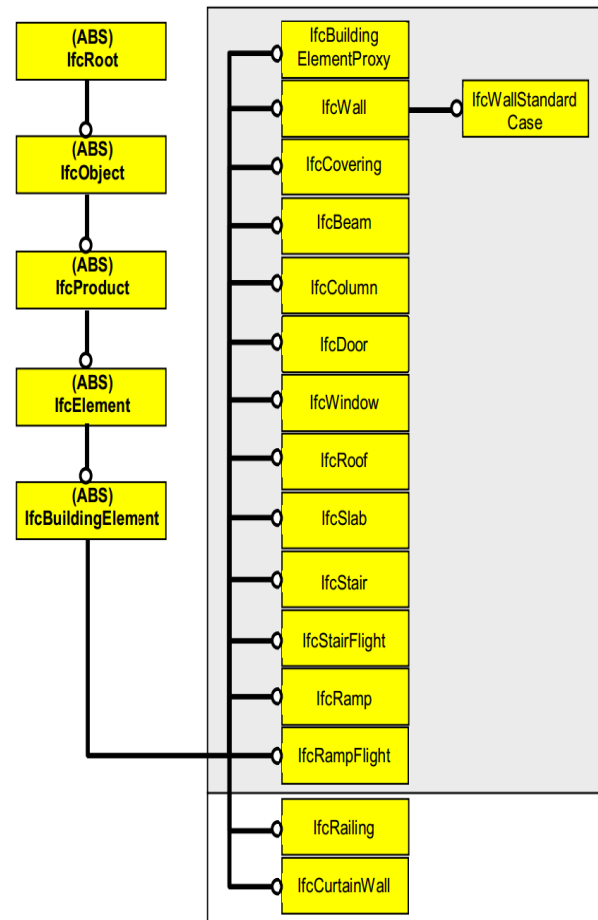 (ABS)
IfcRoot
(ABS)
IfcObject
(ABS)
IfcProduct
(ABS)
IfcElement
(ABS)
IfcBuildingElement
IfcBuilding
ElementProxy
IfcWall
IfcWallStandard
Case
IfcCovering
IfcBeam
IfcColumn
IfcDoor
IfcWindow
IfcRoof
IfcSlab
IfcStair
IfcStairFlight
IfcRamp
IfcRampFlight
IfcRailing
IfcCurtainWall